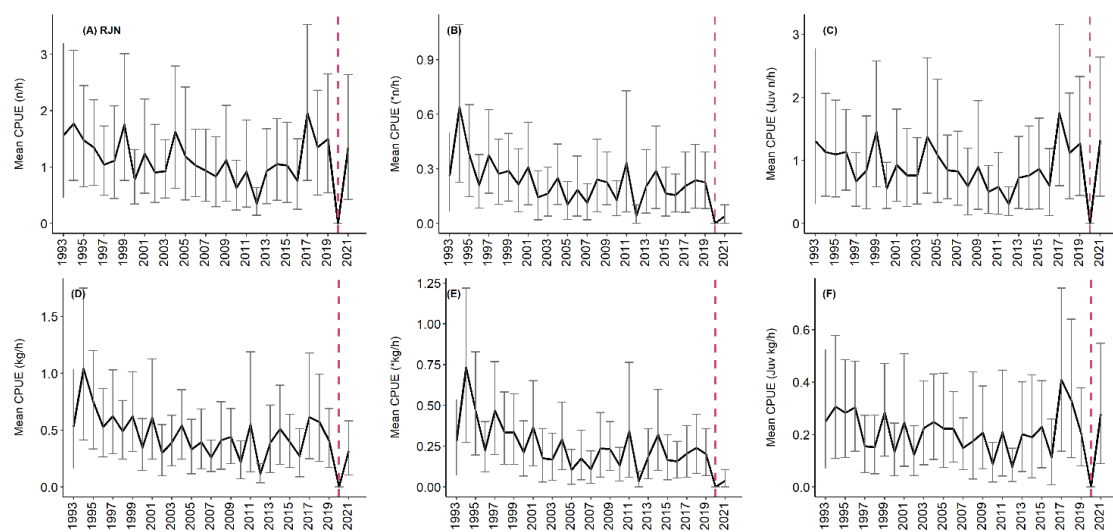 (A) RJN
Mean CPUE (n/h)
3
2
1
0
1993 1995 1997 1999 2001 2003 2005 2007 2009 2011 2013 2015 2017 2019 2021
(B)
Mean CPUE (*n/h)
0.9
0.6
0.3
0.0
1993 1995 1997 1999 2001 2003 2005 2007 2009 2011 2013 2015 2017 2019 2021
(C)
Mean CPUE (Juv n/h)
3
2
1
0
1993 1995 1997 1999 2001 2003 2005 2007 2009 2011 2013 2015 2017 2019 2021
(D)
Mean CPUE (kg/h)
1.5
1.0
0.5
0.0
1993 1995 1997 1999 2001 2003 2005 2007 2009 2011 2013 2015 2017 2019 2021
(E)
Mean CPUE (*kg/h)
1.25
1.00
0.75
0.50
0.25
0.00
1993 1995 1997 1999 2001 2003 2005 2007 2009 2011 2013 2015 2017 2019 2021
(F)
Mean CPUE (Juv kg/h)
0.6
0.4
0.2
0.0
1993 1995 1997 1999 2001 2003 2005 2007 2009 2011 2013 2015 2017 2019 2021